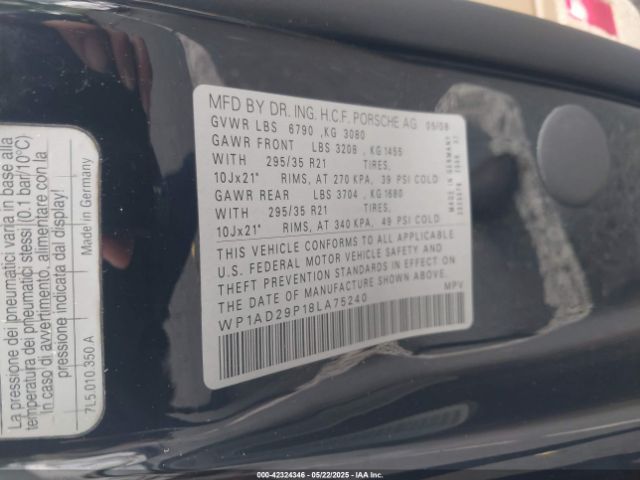 La pressione dei pneumatici varia in base alla
temperatura dei pneumatici stessi (0.1 bar/10°C)
In caso di avvertimento, alimentare con la
pressione indicata dal display!
7L5 010 350 A
Made in Germany
MFD BY DR. ING. H.C.F. PORSCHE AG 05/08
GVWR LBS 6790 ,KG 3080
GAWR FRONT LBS 3208 ,KG 1455
WITH 295/35 R21 TIRES,
10Jx21" RIMS, AT 270 KPA, 39 PSI COLD
GAWR REAR LBS 3704 ,KG 1680
WITH 295/35 R21 TIRES,
10Jx21" RIMS, AT 340 KPA, 49 PSI COLD
THIS VEHICLE CONFORMS TO ALL APPLICABLE
U.S. FEDERAL MOTOR VEHICLE SAFETY AND
THEFT PREVENTION STANDARDS IN EFFECT ON
THE DATE OF MANUFACTURE SHOWN ABOVE.
WP1AD29P18LA75240 MPV
MADE IN GERMANY
000-42324346 - 05/22/2025 - IAA Inc.